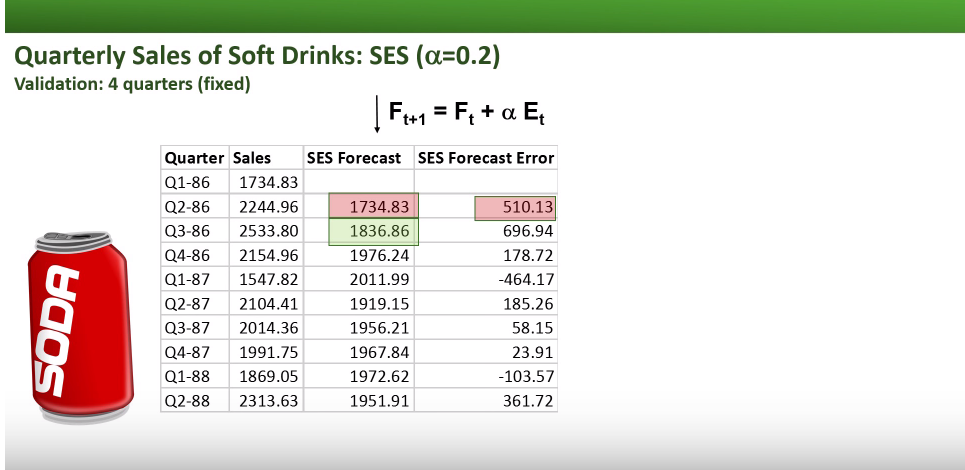 Quarterly Sales of Soft Drinks: SES (α=0.2)
Validation: 4 quarters (fixed)
Ft+1 = Ft + α Et
Quarter Sales SES Forecast SES Forecast Error
Q1-86 1734.83
Q2-86 2244.96 1734.83 510.13
Q3-86 2533.80 1836.86 696.94
Q4-86 2154.96 1976.24 178.72
Q1-87 1547.82 2011.99 -464.17
Q2-87 2104.41 1919.15 185.26
Q3-87 2014.36 1956.21 58.15
Q4-87 1991.75 1967.84 23.91
Q1-88 1869.05 1972.62 -103.57
Q2-88 2313.63 1951.91 361.72
SODA